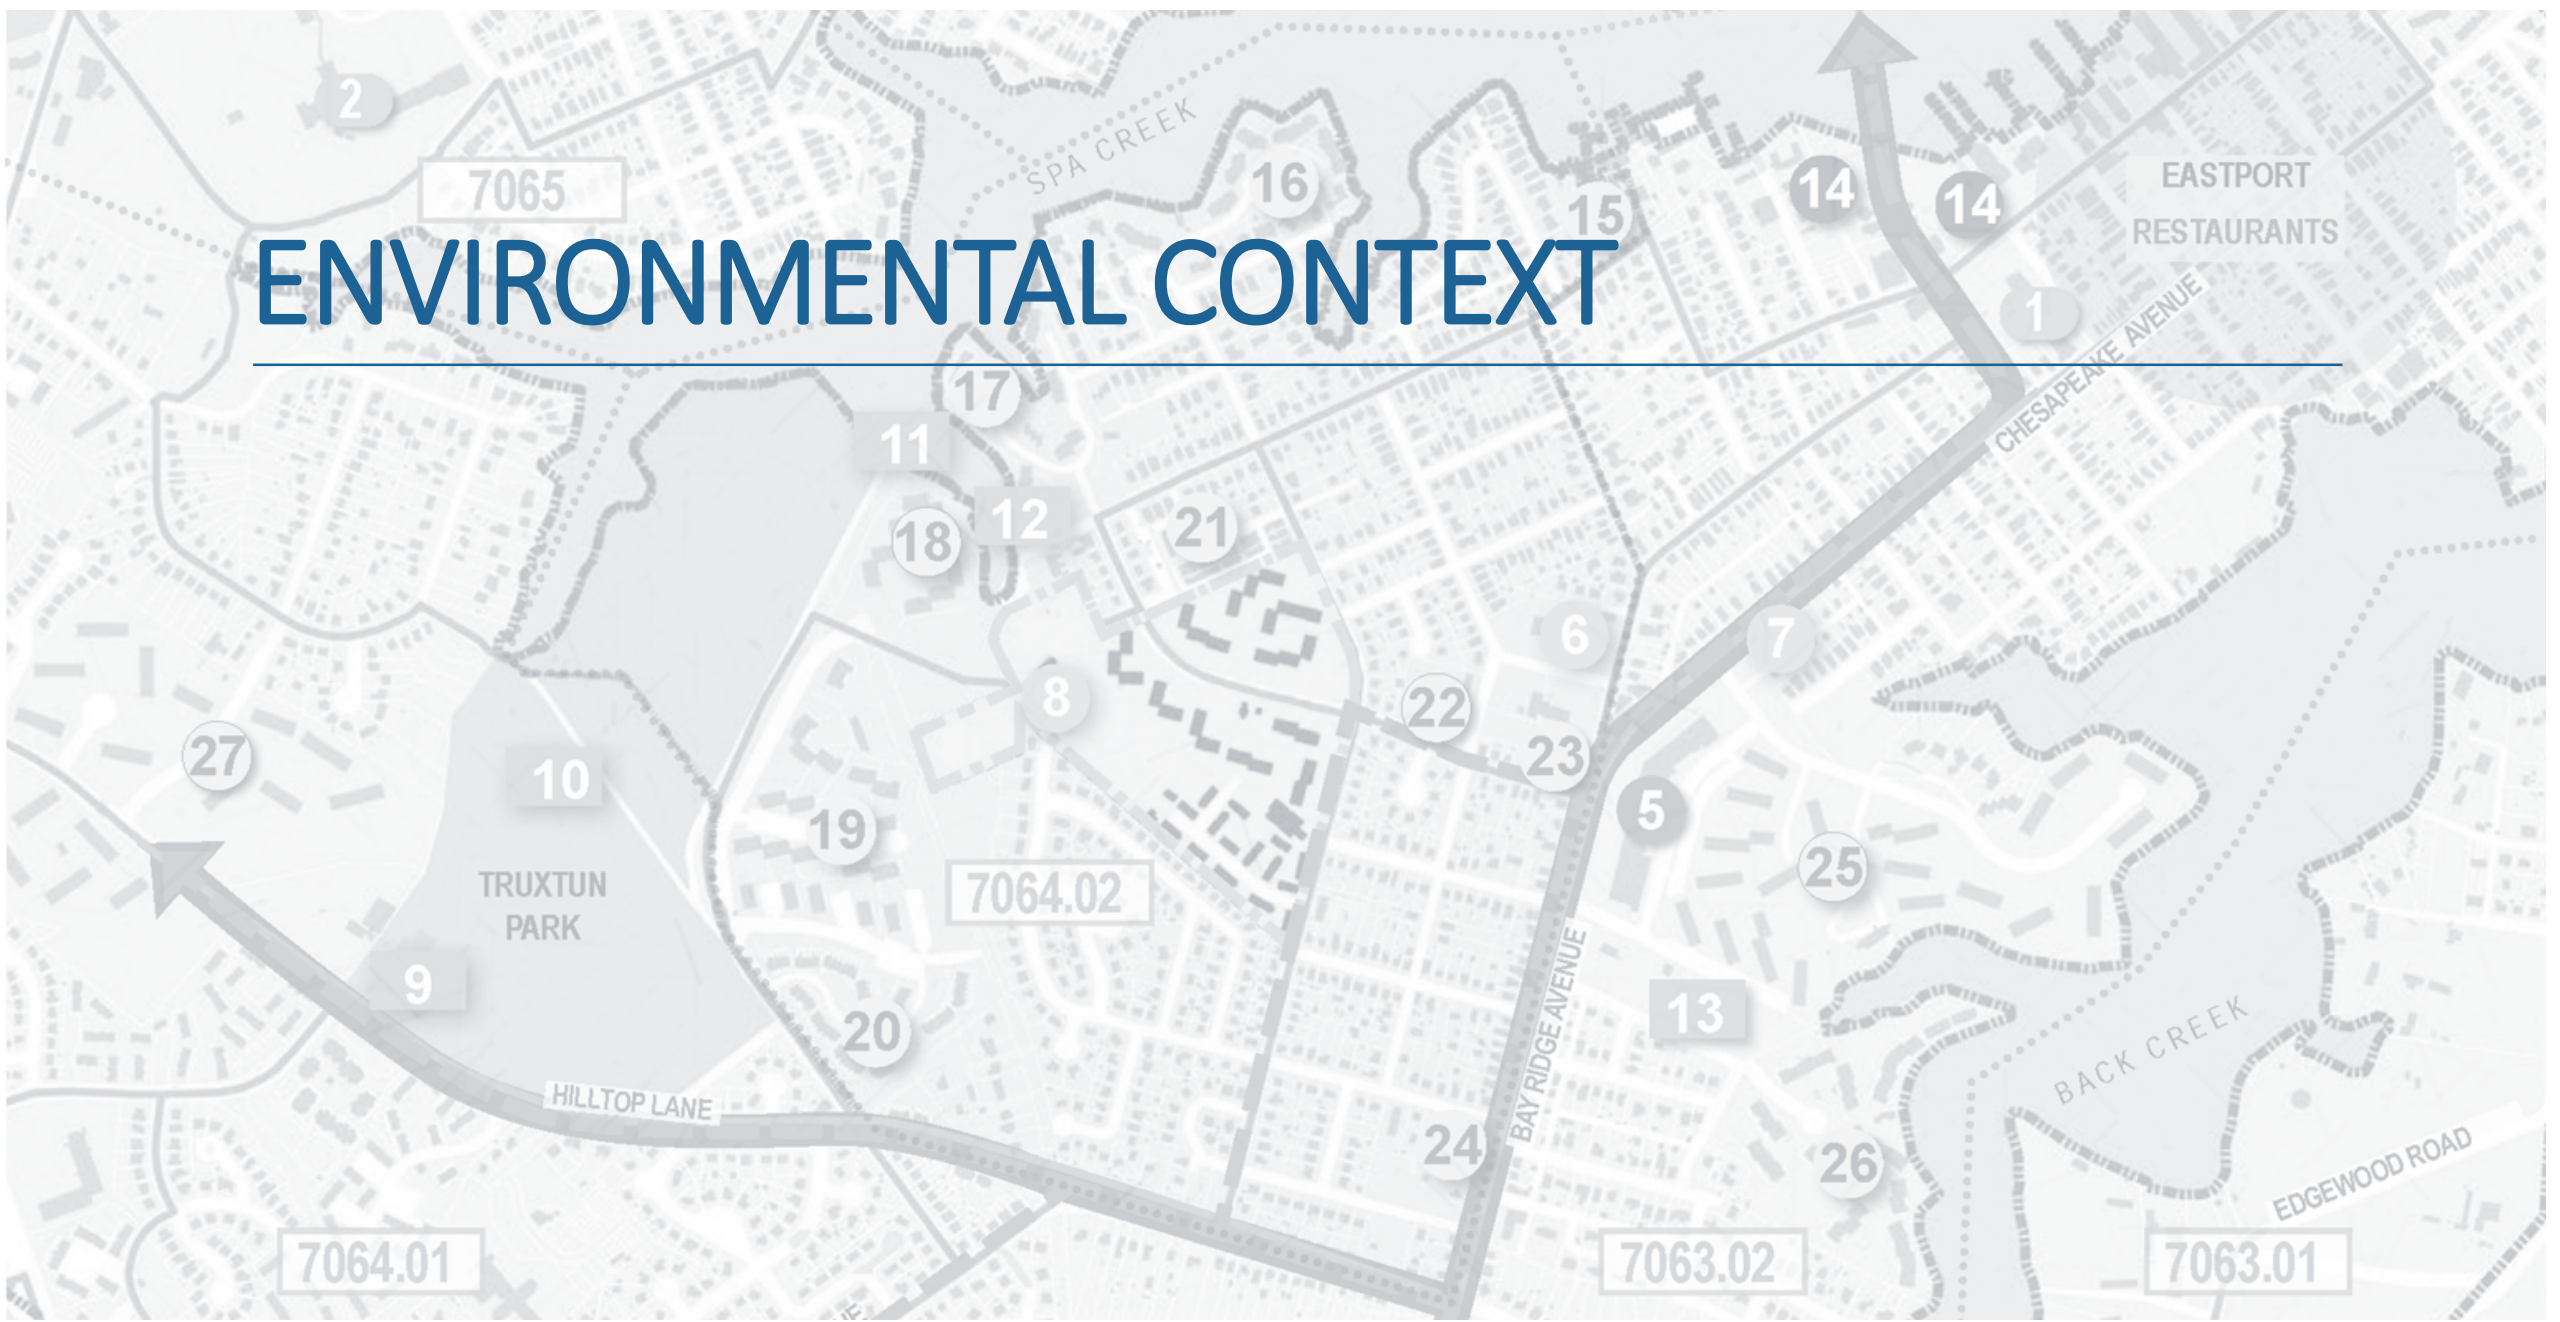 2
7065
SPA CREEK
16
15
14
14
EASTPORT
RESTAURANTS
ENVIRONMENTAL CONTEXT
1
CHESAPEAKE AVENUE
17
11
12
18
21
6
7
8
22
23
27
10
5
19
25
TRUXTUN
PARK
7064.02
9
BAY RIDGE AVENUE
13
20
BACK CREEK
HILLTOP LANE
24
26
EDGEWOOD ROAD
7064.01
7063.02
7063.01